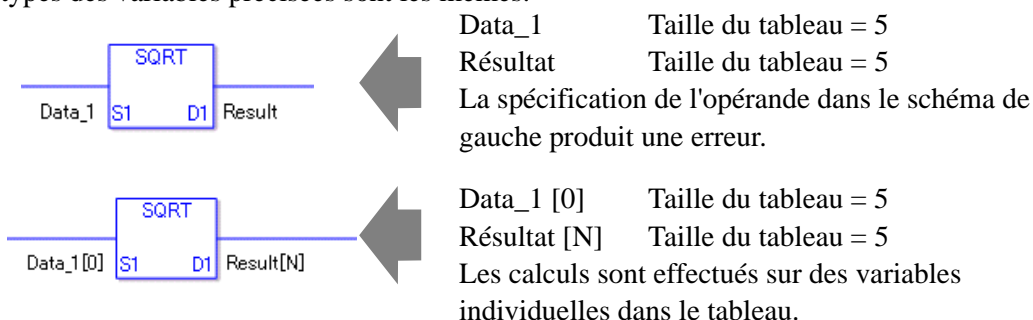 types des variables précisées sont les mêmes.
SQRT
Data_1 S1 D1 Result
Data_1 Taille du tableau = 5
Résultat Taille du tableau = 5
La spécification de l'opérande dans le schéma de
gauche produit une erreur.
SQRT
Data_1[0] S1 D1 Result[N]
Data_1 [0] Taille du tableau = 5
Résultat [N] Taille du tableau = 5
Les calculs sont effectués sur des variables
individuelles dans le tableau.